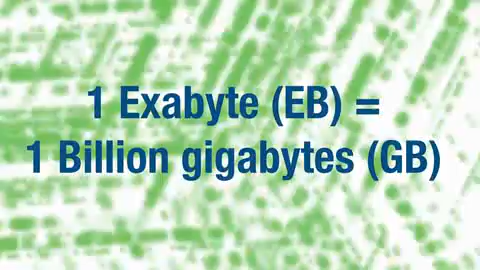 1 Exabyte (EB) =
1 Billion gigabytes (GB)